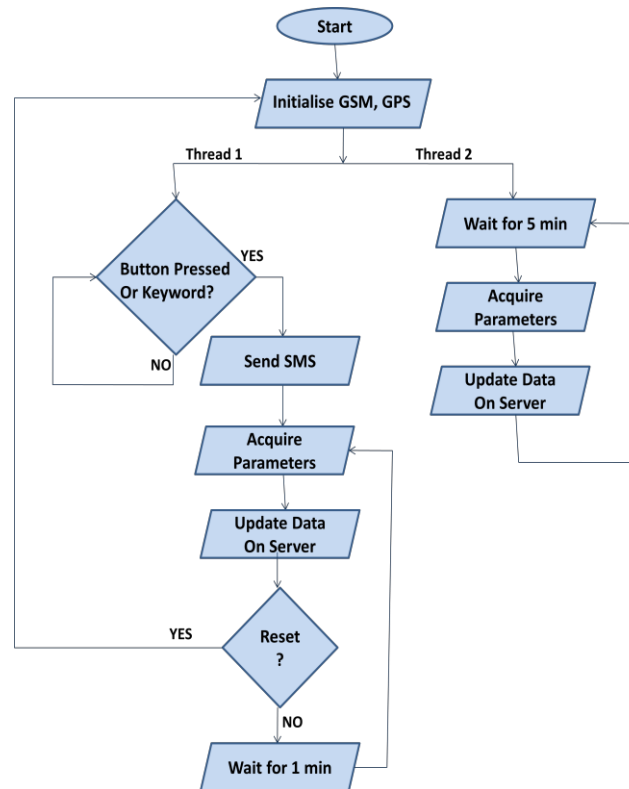 Start
Initialise GSM, GPS
Thread 1
Thread 2
Button Pressed
Or Keyword?
YES
NO
Send SMS
Acquire
Parameters
Update Data
On Server
Reset
?
YES
NO
Wait for 1 min
Wait for 5 min
Acquire
Parameters
Update Data
On Server